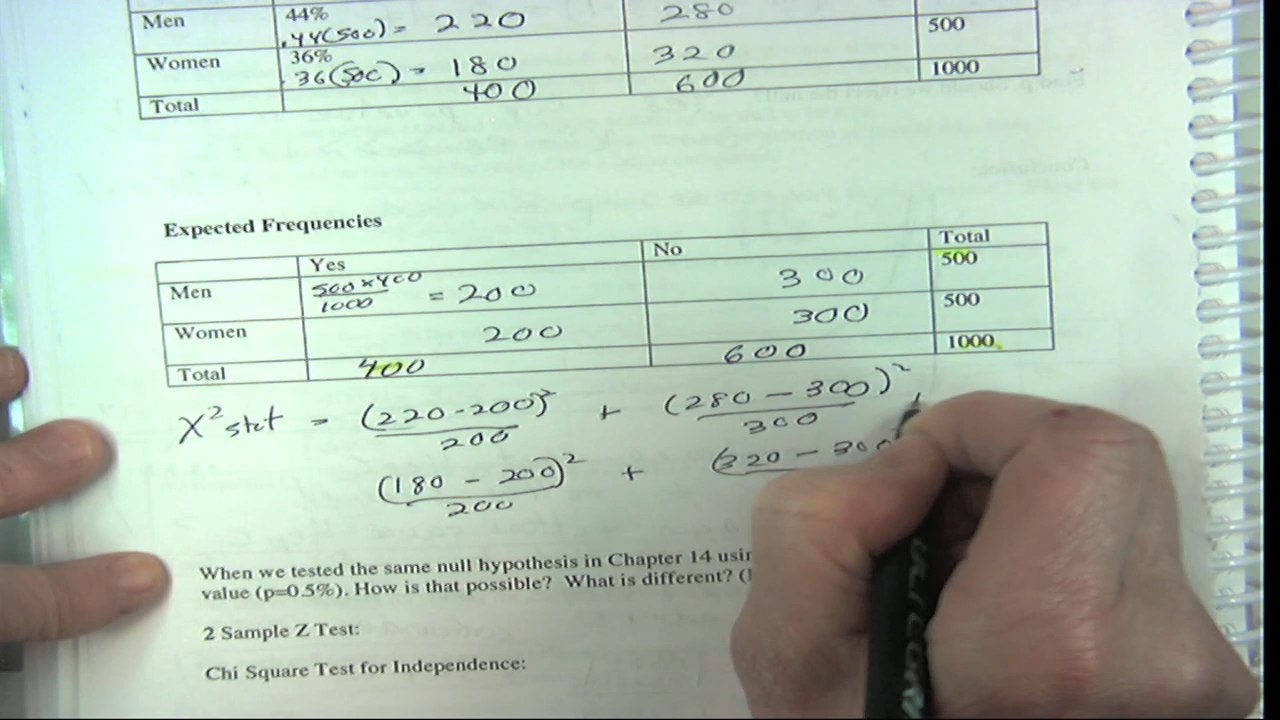 Men 44% .44(500) = 220 280 500
Women 36% .36(500) = 180 320 1000
Total 400 600
Expected Frequencies
Yes No Total
Men 500 x 400 / 1000 = 200 300 500
Women 200 300 500
Total 400 600 1000
X² stat = (220 - 200)² / 200 + (280 - 300)² / 300 +
(180 - 200)² / 200 + (320 - 300
When we tested the same null hypothesis in Chapter 14
value (p=0.5%). How is that possible? What is different?
2 Sample Z Test:
Chi Square Test for Independence: